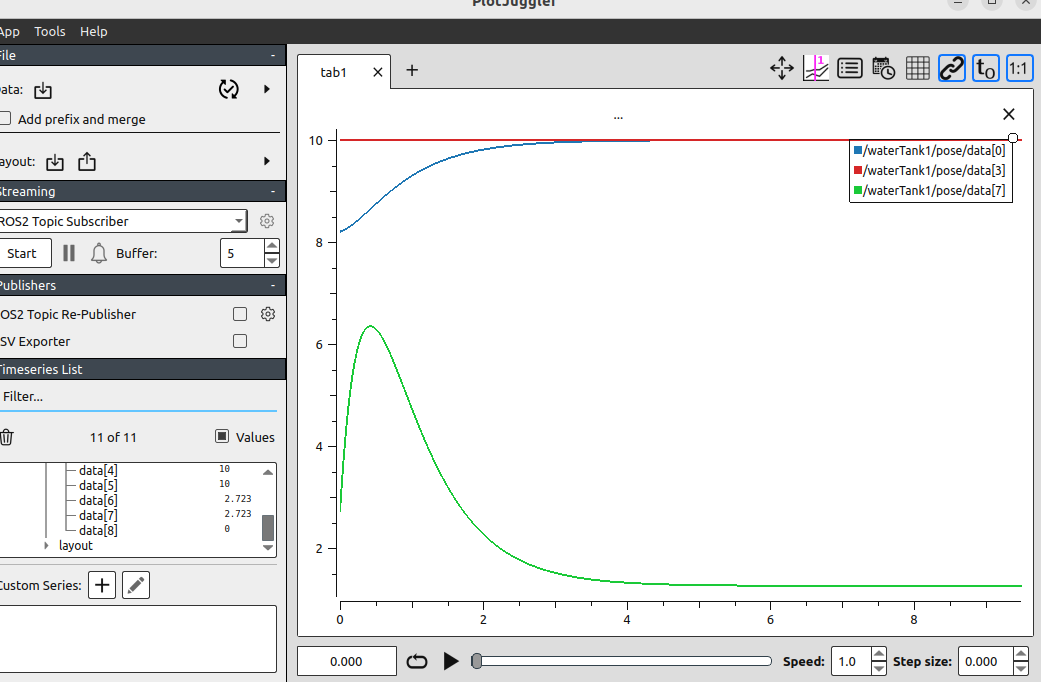 PlotJuggler
App Tools Help
File -
Data:
Add prefix and merge
Layout:
Streaming -
ROS2 Topic Subscriber
Start Buffer: 5
Publishers -
ROS2 Topic Re-Publisher
CSV Exporter
Timeseries List
Filter...
11 of 11 Values
data[4] 10
data[5] 10
data[6] 2.723
data[7] 2.723
data[8] 0
layout
Custom Series:
tab1
1
t0
1:1
...
10
8
6
4
2
0 2 4 6 8
/waterTank1/pose/data[0]
/waterTank1/pose/data[3]
/waterTank1/pose/data[7]
0.000 Speed: 1.0 Step size: 0.000